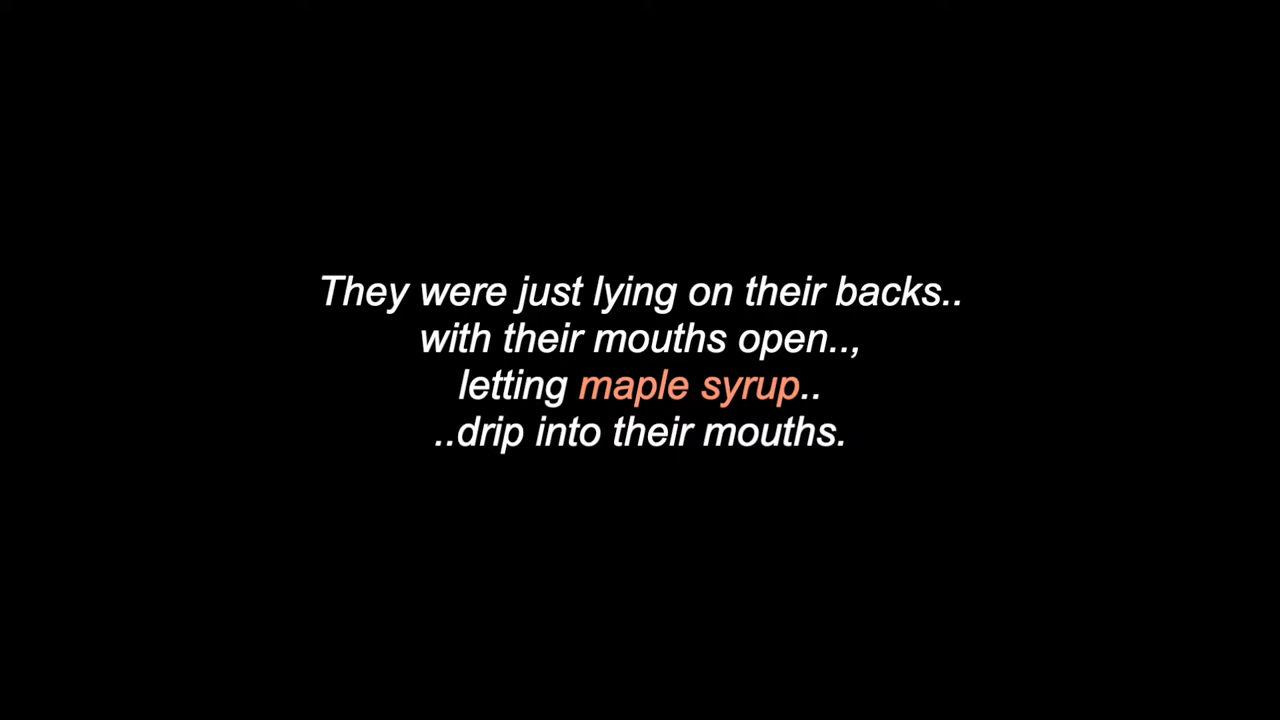 They were just lying on their backs..
with their mouths open..,
letting maple syrup..
..drip into their mouths.